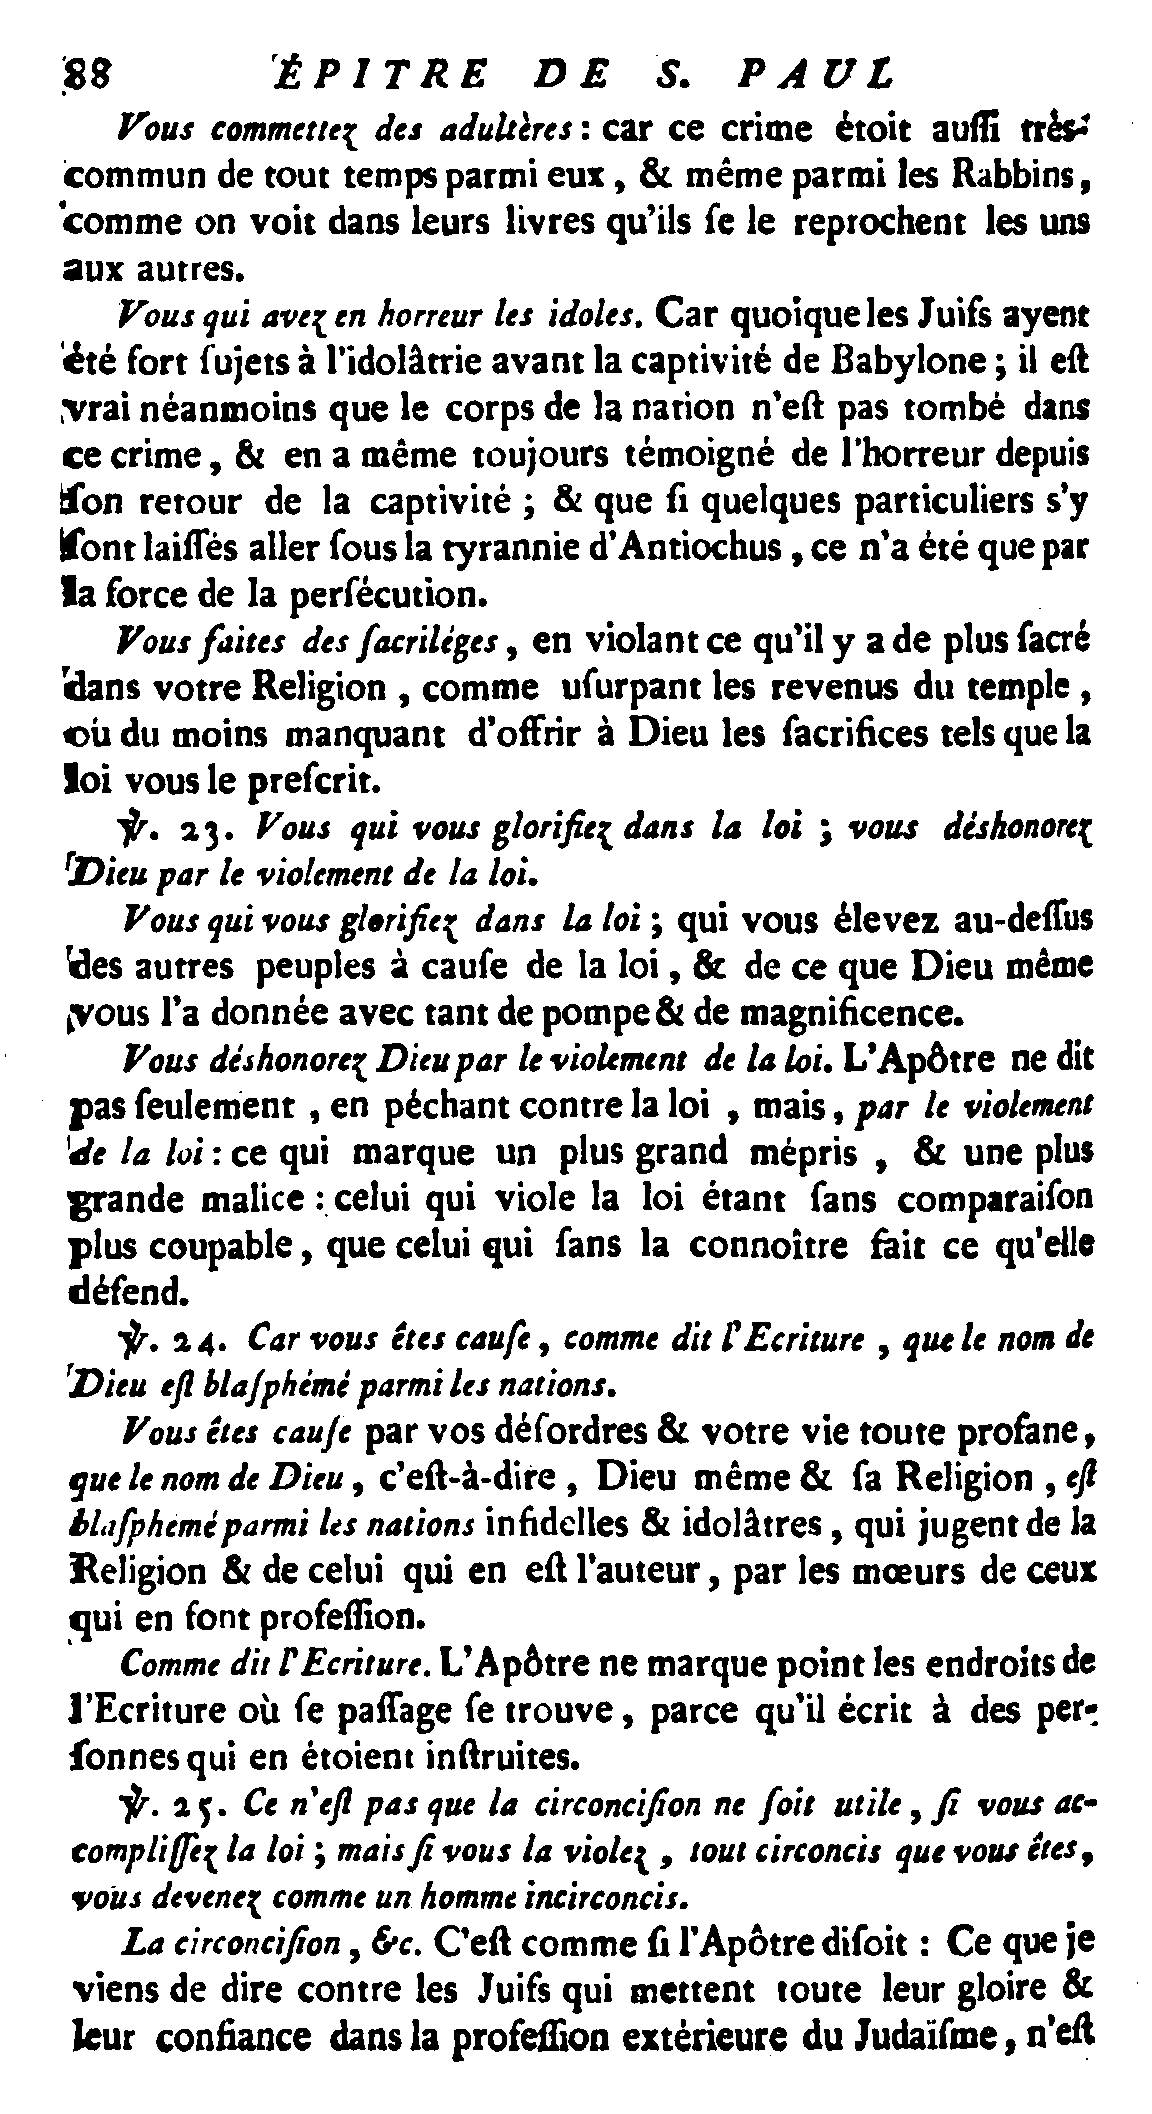 88 ÉPITRE DE S. PAUL
Vous commettez des adultères : car ce crime étoit auſſi très-
commun de tout temps parmi eux, & même parmi les Rabbins,
comme on voit dans leurs livres qu'ils ſe le reprochent les uns
aux autres.
Vous qui avez en horreur les idoles. Car quoique les Juifs ayent
été fort ſujets à l'idolâtrie avant la captivité de Babylone ; il eſt
vrai néanmoins que le corps de la nation n'eſt pas tombé dans
ce crime, & en a même toujours témoigné de l'horreur depuis
ſon retour de la captivité ; & que ſi quelques particuliers s'y
ſont laiſſés aller ſous la tyrannie d'Antiochus, ce n'a été que par
la force de la perſécution.
Vous faites des ſacriléges, en violant ce qu'il y a de plus ſacré
dans votre Religion, comme uſurpant les revenus du temple,
où du moins manquant d'offrir à Dieu les ſacrifices tels que la
loi vous le preſcrit.
℣. 23. Vous qui vous glorifiez dans la loi ; vous déshonorez
Dieu par le violement de la loi.
Vous qui vous glorifiez dans la loi ; qui vous élevez au-deſſus
des autres peuples à cauſe de la loi, & de ce que Dieu même
vous l'a donnée avec tant de pompe & de magnificence.
Vous déshonorez Dieu par le violement de la loi. L'Apôtre ne dit
pas ſeulement, en péchant contre la loi, mais, par le violement
de la loi : ce qui marque un plus grand mépris, & une plus
grande malice : celui qui viole la loi étant ſans comparaiſon
plus coupable, que celui qui ſans la connoître fait ce qu'elle
défend.
℣. 24. Car vous êtes cauſe, comme dit l'Ecriture, que le nom de
Dieu eſt blaſphémé parmi les nations.
Vous êtes cauſe par vos déſordres & votre vie toute profane,
que le nom de Dieu, c'eſt-à-dire, Dieu même & ſa Religion, eſt
blaſphemé parmi les nations infidelles & idolâtres, qui jugent de la
Religion & de celui qui en eſt l'auteur, par les mœurs de ceux
qui en font profeſſion.
Comme dit l'Ecriture. L'Apôtre ne marque point les endroits de
l'Ecriture où ſe paſſage ſe trouve, parce qu'il écrit à des per-
ſonnes qui en étoient inſtruites.
℣. 25. Ce n'eſt pas que la circonciſion ne ſoit utile, ſi vous ac-
compliſſez la loi ; mais ſi vous la violez, tout circoncis que vous êtes,
vous devenez comme un homme incirconcis.
La circonciſion, &c. C'eſt comme ſi l'Apôtre diſoit : Ce que je
viens de dire contre les Juifs qui mettent toute leur gloire &
leur confiance dans la profeſſion extérieure du Judaïſme, n'eſt